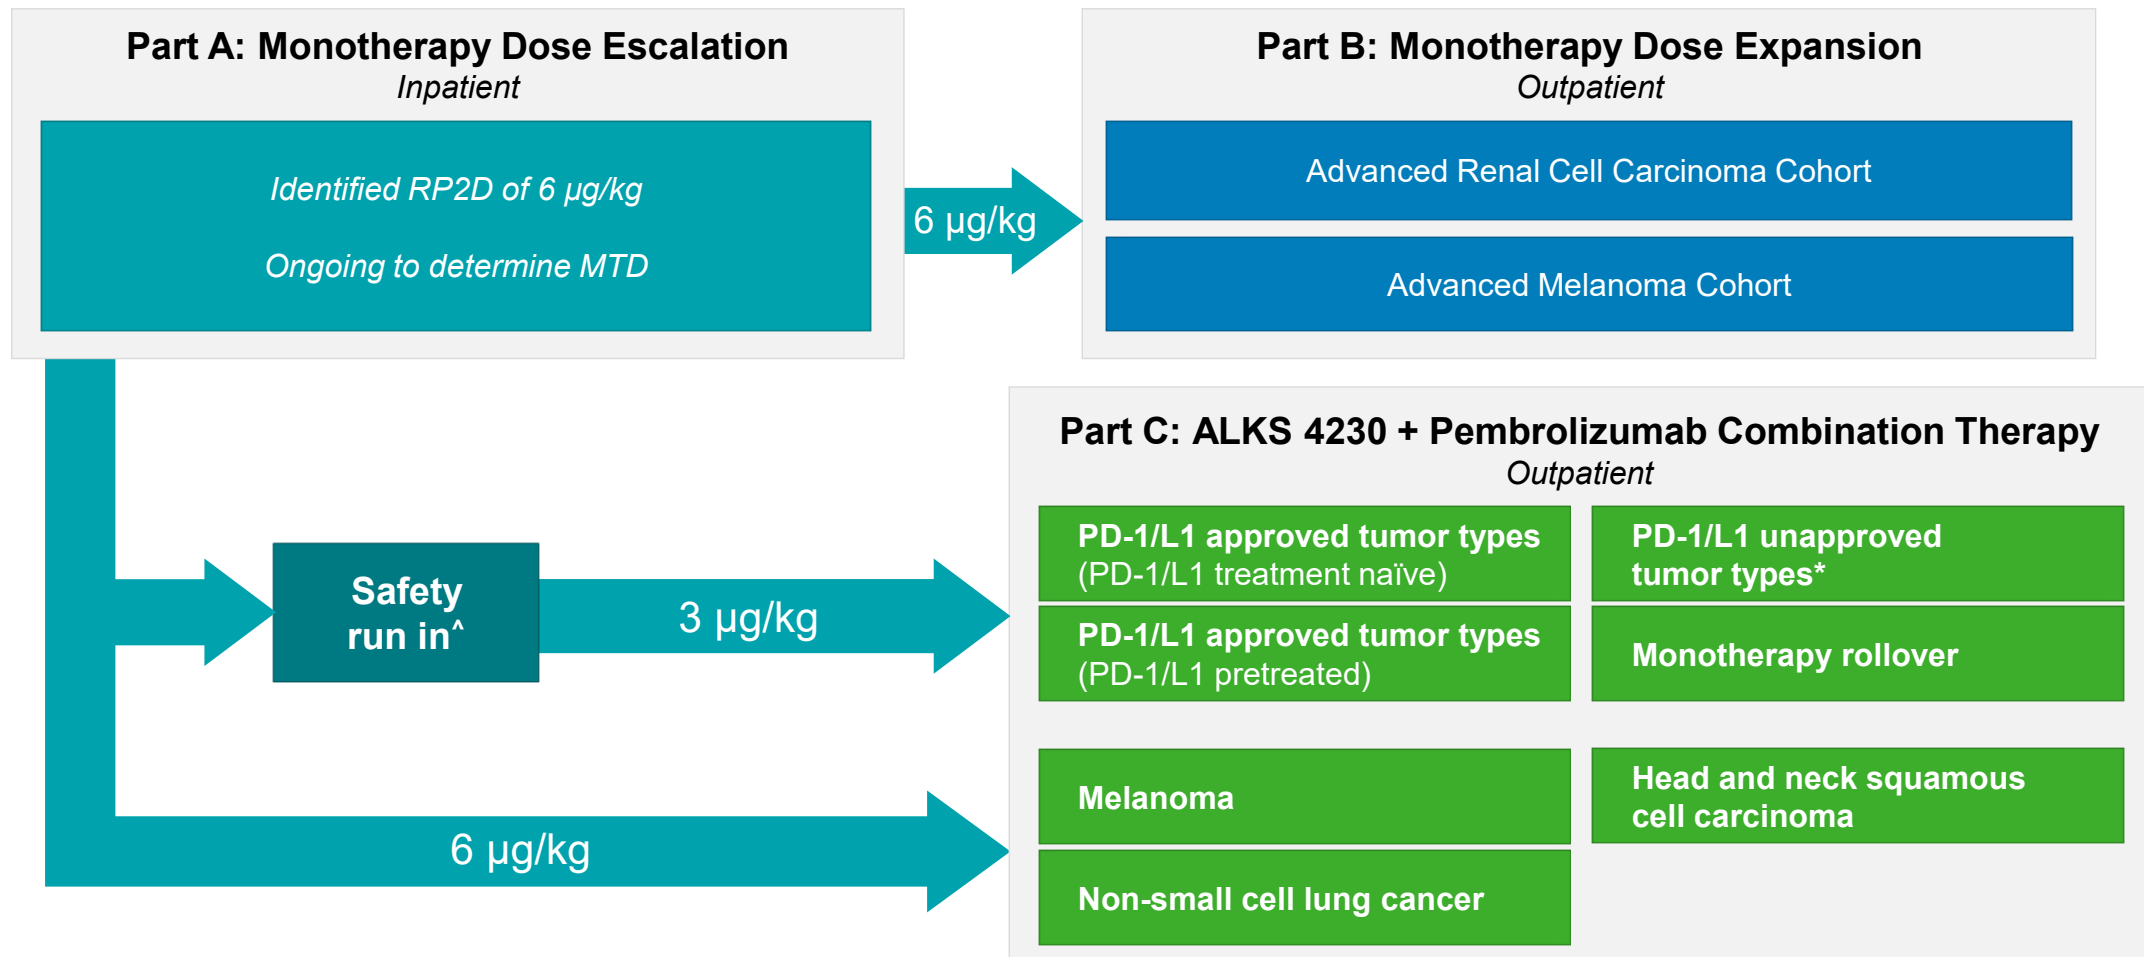 Part A: Monotherapy Dose Escalation
Inpatient
Identified RP2D of 6 µg/kg
Ongoing to determine MTD
6 µg/kg
Part B: Monotherapy Dose Expansion
Outpatient
Advanced Renal Cell Carcinoma Cohort
Advanced Melanoma Cohort
Safety
run in^
3 µg/kg
6 µg/kg
Part C: ALKS 4230 + Pembrolizumab Combination Therapy
Outpatient
PD-1/L1 approved tumor types
(PD-1/L1 treatment naïve)
PD-1/L1 unapproved
tumor types*
PD-1/L1 approved tumor types
(PD-1/L1 pretreated)
Monotherapy rollover
Melanoma
Head and neck squamous
cell carcinoma
Non-small cell lung cancer